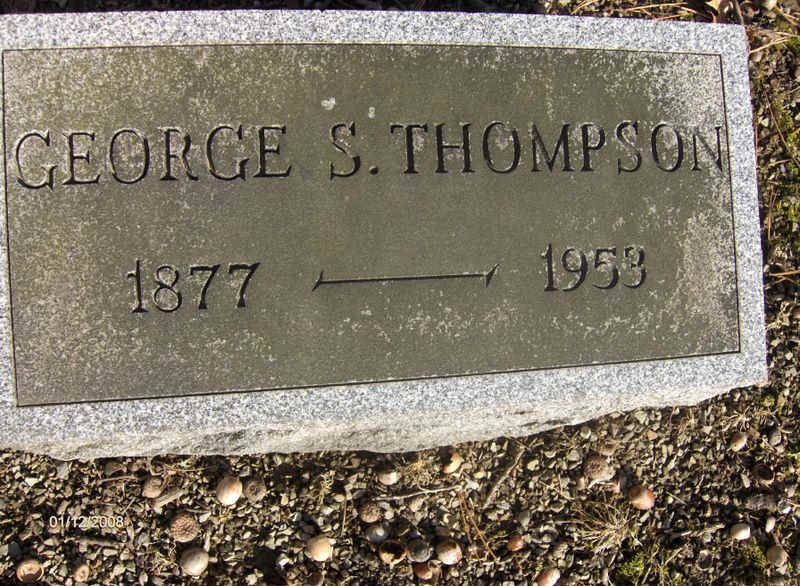 GEORGE S. THOMPSON
1877 — 1953
01/12/2008